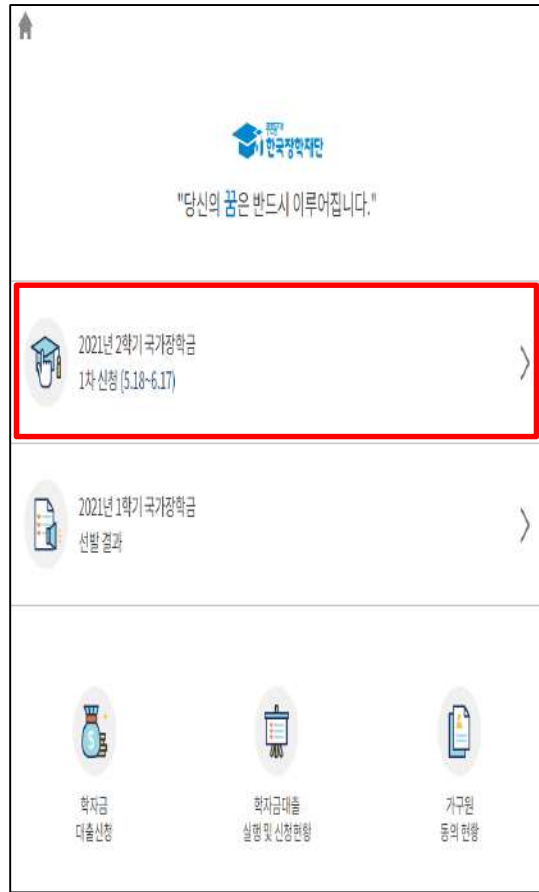 한국장학재단
"당신의 꿈은 반드시 이루어집니다."
2021년 2학기 국가장학금
1차 신청 (5.18~6.17)
2021년 1학기 국가장학금
선발 결과
학자금
대출신청
학자금대출
실행 및 신청현황
가구원
동의 현황